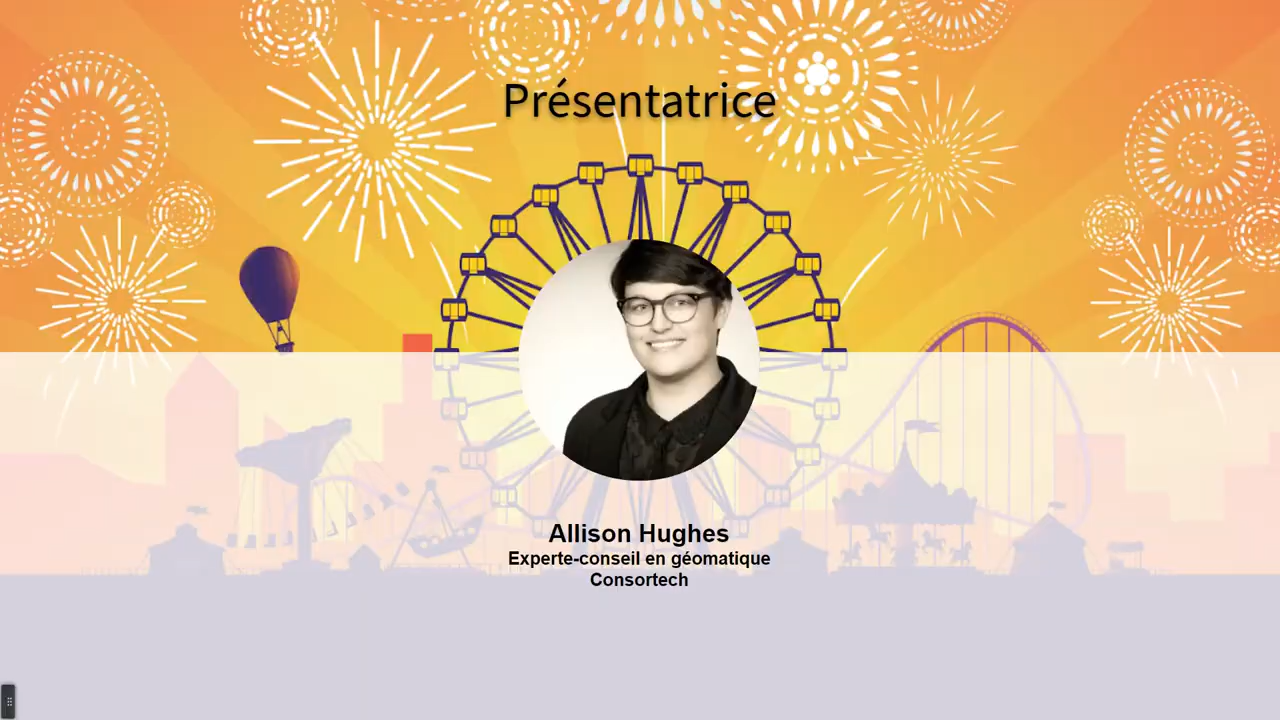 Présentatrice
Allison Hughes
Experte-conseil en géomatique
Consortech